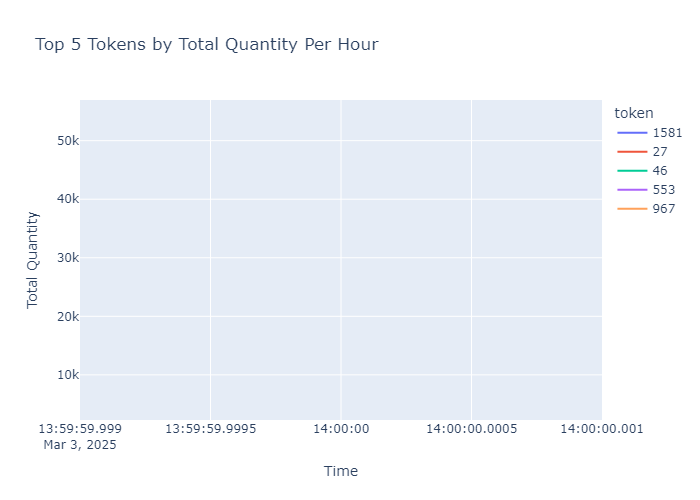 Top 5 Tokens by Total Quantity Per Hour
token
1581
27
46
553
967
50k
40k
30k
20k
10k
Total Quantity
13:59:59.999
Mar 3, 2025
13:59:59.9995
14:00:00
14:00:00.0005
14:00:00.001
Time